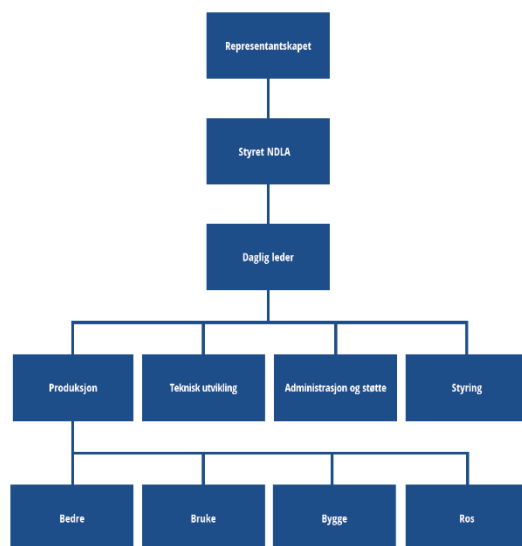 Representantskapet
Styret NDLA
Daglig leder
Produksjon
Teknisk utvikling
Administrasjon og støtte
Styring
Bedre
Bruke
Bygge
Ros